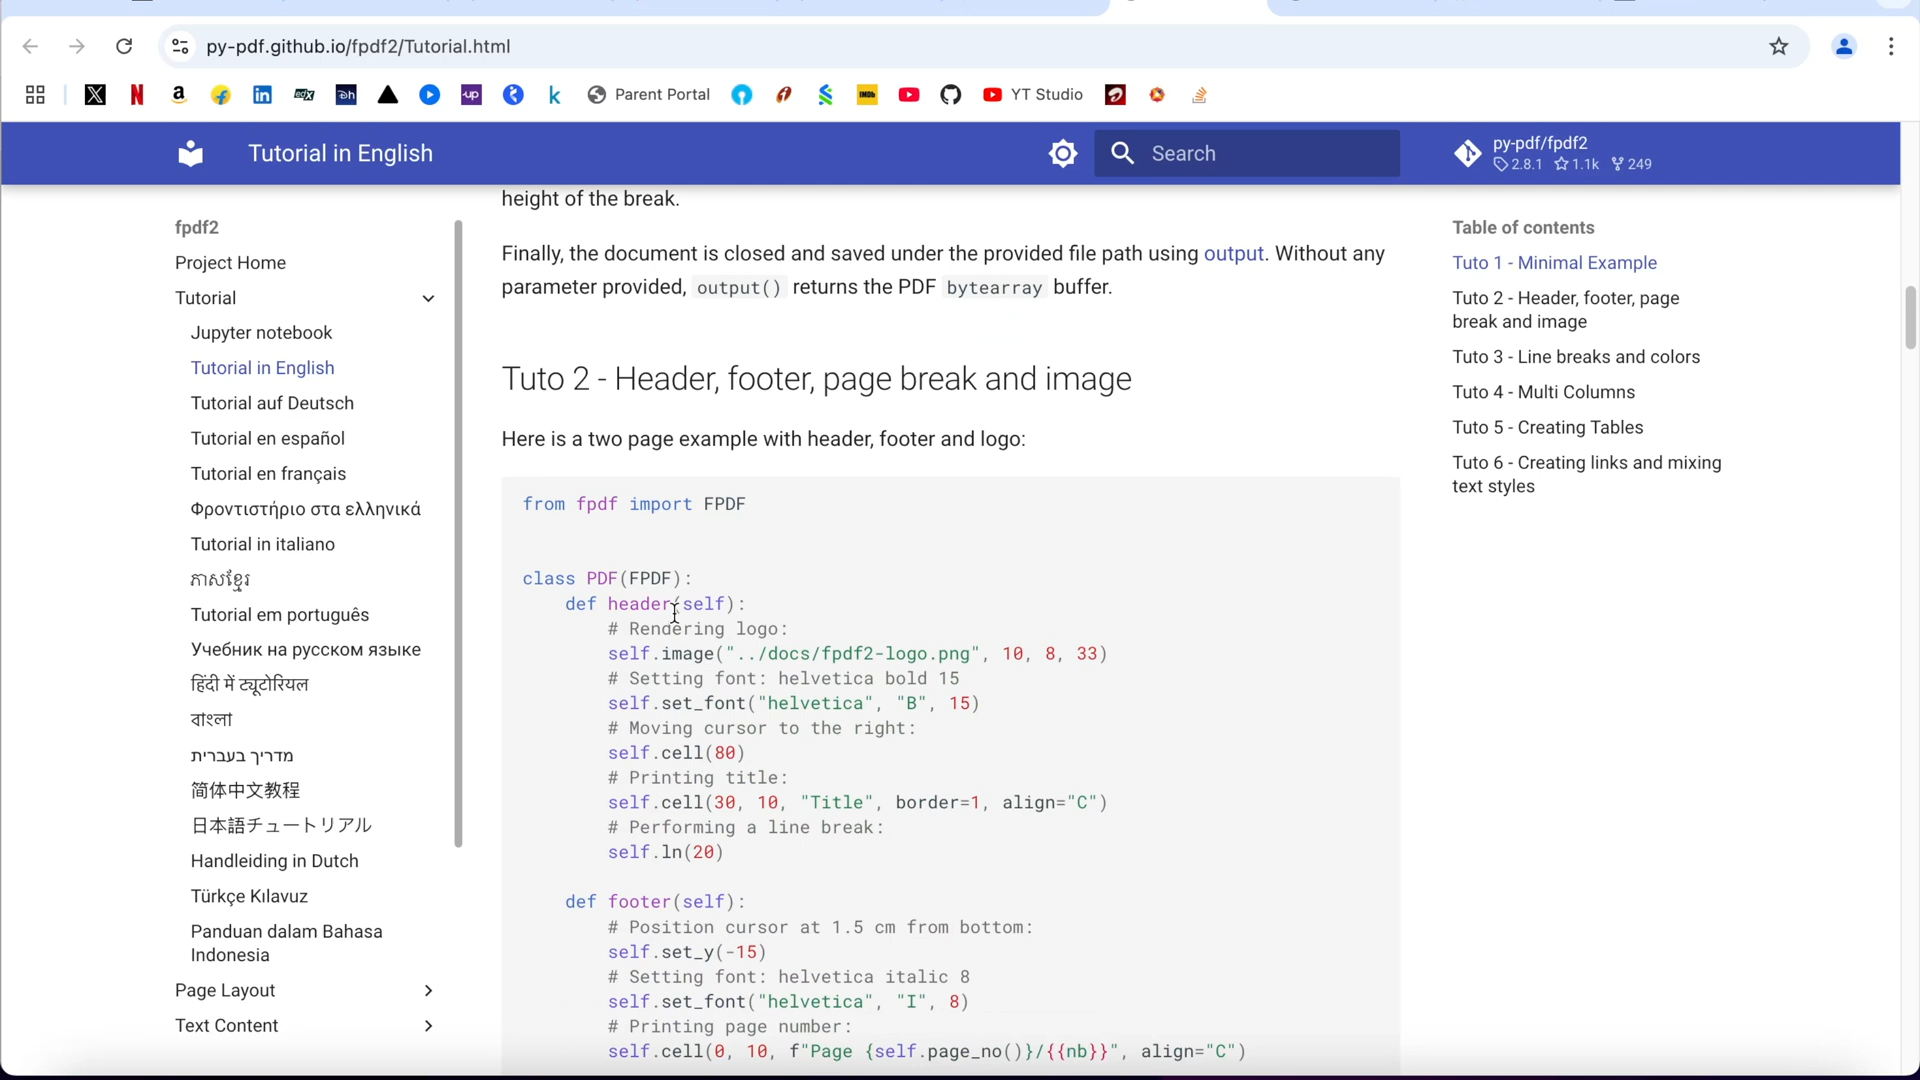 py-pdf.github.io/fpdf2/Tutorial.html
Parent Portal
YT Studio
Tutorial in English
Search
py-pdf/fpdf2
2.8.1 1.1k 249
fpdf2
Project Home
Tutorial
Jupyter notebook
Tutorial in English
Tutorial auf Deutsch
Tutorial en español
Tutorial en français
Φροντιστήριο στα ελληνικά
Tutorial in italiano
ភាសខ្មែរ
Tutorial em português
Учебник на русском языке
हिंदी में ट्यूटोरियल
বাংলা
מדריך בעברית
简体中文教程
日本語チュートリアル
Handleiding in Dutch
Türkçe Kılavuz
Panduan dalam Bahasa
Indonesia
Page Layout
Text Content
height of the break.
Finally, the document is closed and saved under the provided file path using output. Without any
parameter provided, output() returns the PDF bytearray buffer.
Tuto 2 - Header, footer, page break and image
Here is a two page example with header, footer and logo:
from fpdf import FPDF
class PDF(FPDF):
def header(self):
# Rendering logo:
self.image("../docs/fpdf2-logo.png", 10, 8, 33)
# Setting font: helvetica bold 15
self.set_font("helvetica", "B", 15)
# Moving cursor to the right:
self.cell(80)
# Printing title:
self.cell(30, 10, "Title", border=1, align="C")
# Performing a line break:
self.ln(20)
def footer(self):
# Position cursor at 1.5 cm from bottom:
self.set_y(-15)
# Setting font: helvetica italic 8
self.set_font("helvetica", "I", 8)
# Printing page number:
self.cell(0, 10, f"Page {self.page_no()}/{{nb}}", align="C")
Table of contents
Tuto 1 - Minimal Example
Tuto 2 - Header, footer, page
break and image
Tuto 3 - Line breaks and colors
Tuto 4 - Multi Columns
Tuto 5 - Creating Tables
Tuto 6 - Creating links and mixing
text styles